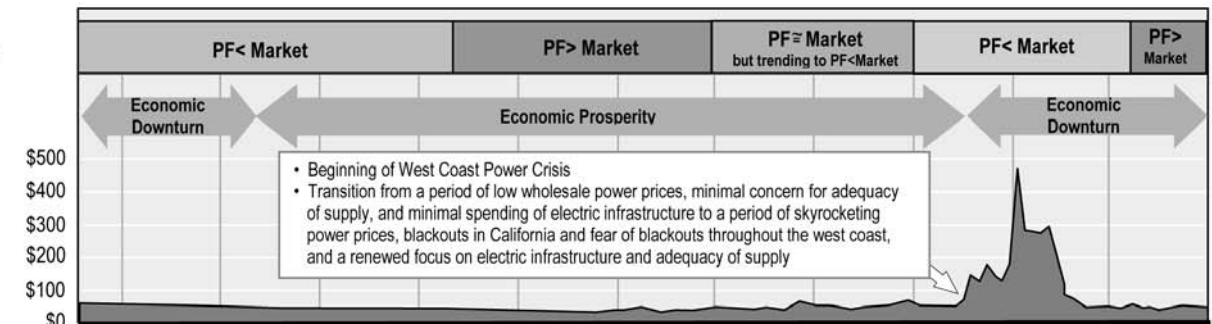 PF< Market
PF> Market
PF≅ Market
but trending to PF<Market
PF< Market
PF>
Market
Economic
Downturn
Economic Prosperity
Economic
Downturn
• Beginning of West Coast Power Crisis
• Transition from a period of low wholesale power prices, minimal concern for adequacy
of supply, and minimal spending of electric infrastructure to a period of skyrocketing
power prices, blackouts in California and fear of blackouts throughout the west coast,
and a renewed focus on electric infrastructure and adequacy of supply
$500
$400
$300
$200
$100
$0